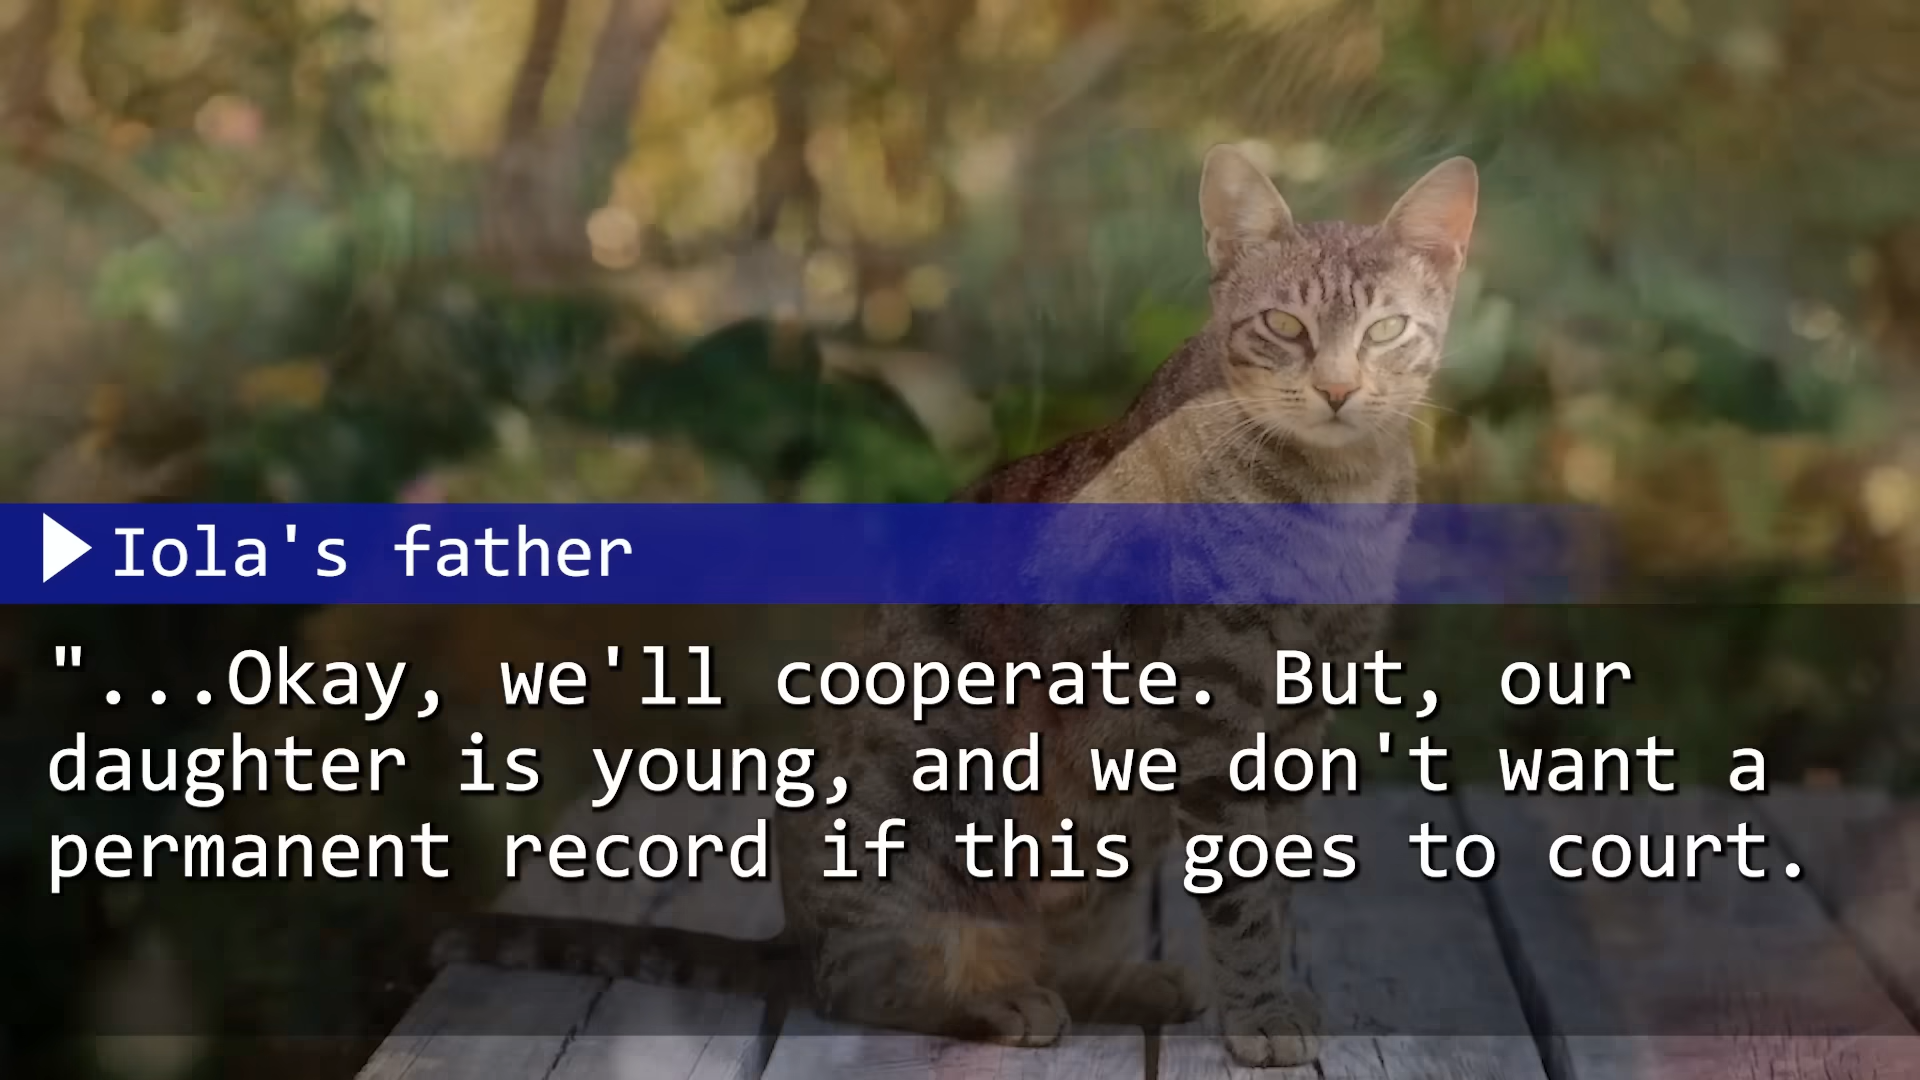 Iola's father
"...Okay, we'll cooperate. But, our
daughter is young, and we don't want a
permanent record if this goes to court.